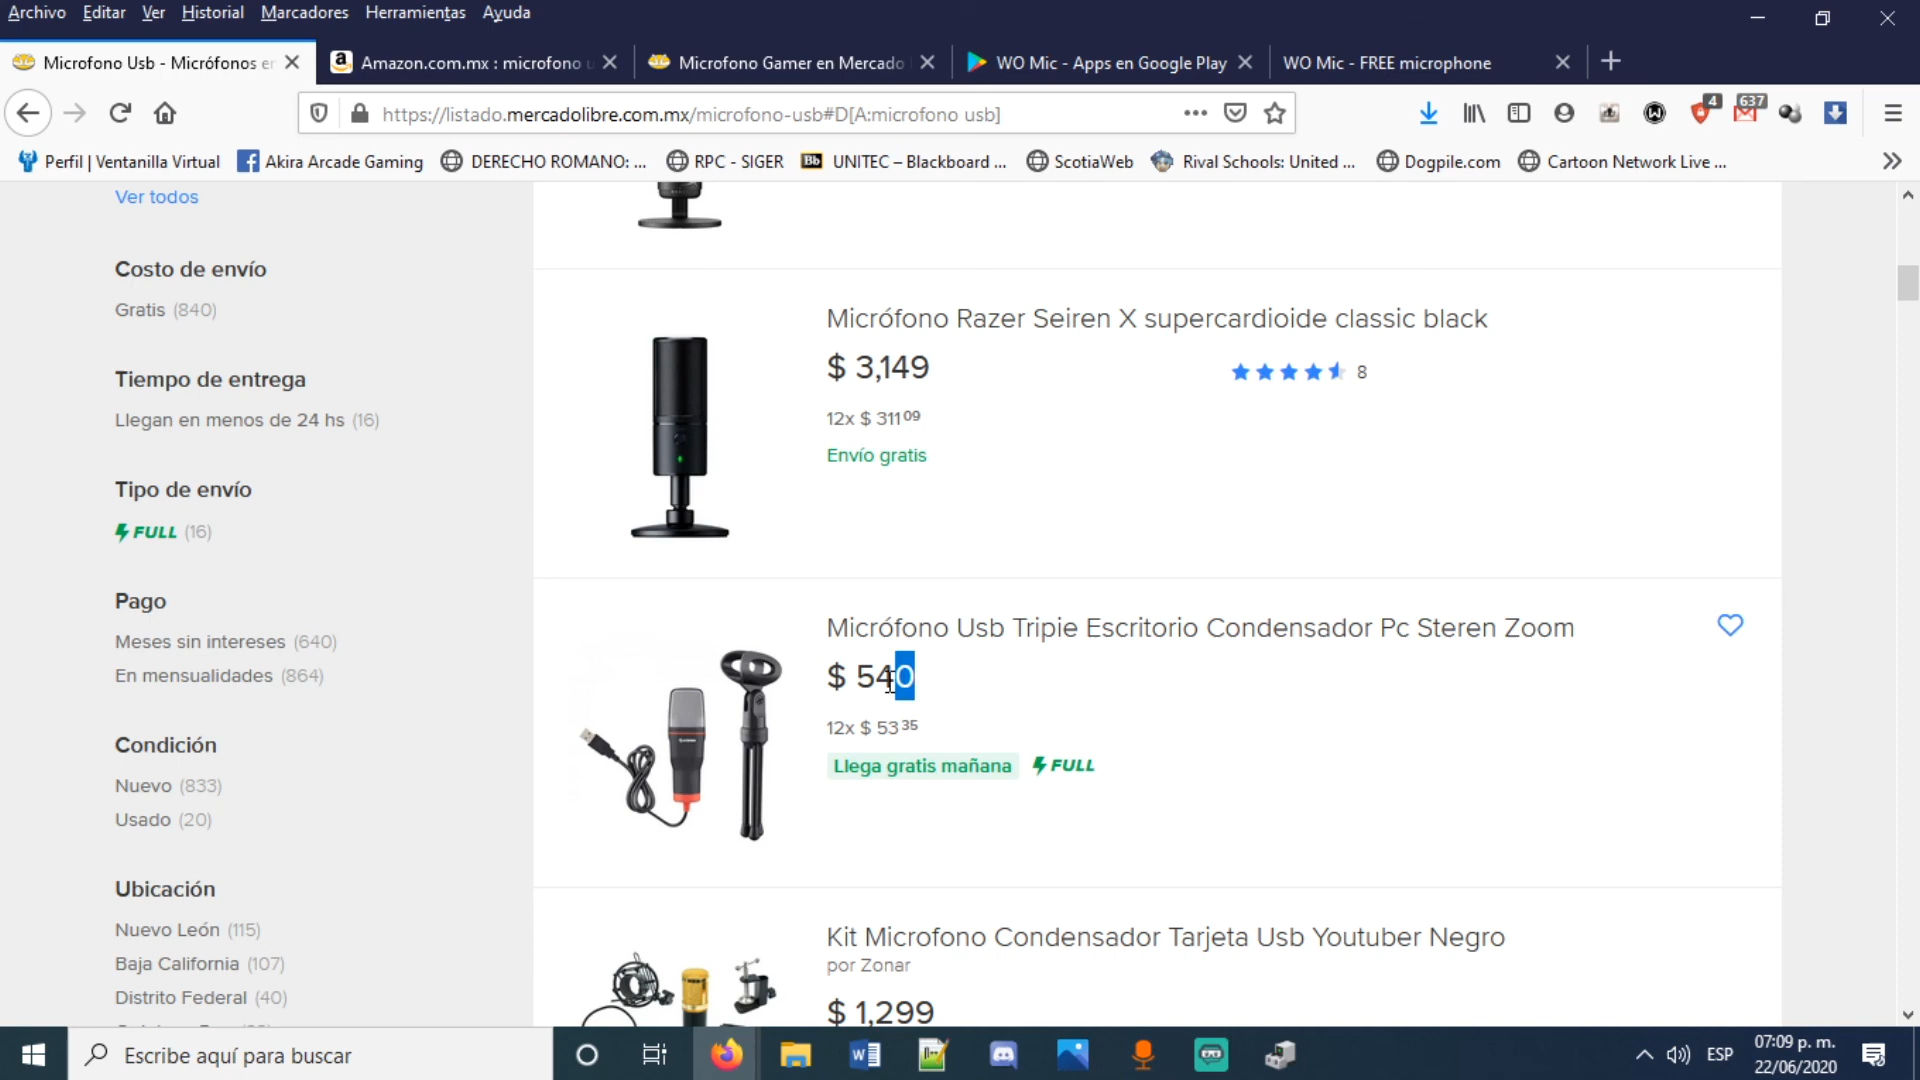 Archivo Editar Ver Historial Marcadores Herramientas Ayuda
Microfono Usb - Micrófonos en
Amazon.com.mx : microfono u
Microfono Gamer en Mercado
WO Mic - Apps en Google Play
WO Mic - FREE microphone
https://listado.mercadolibre.com.mx/microfono-usb#D[A:microfono usb]
4
637
Perfil | Ventanilla Virtual
Akira Arcade Gaming
DERECHO ROMANO: ...
RPC - SIGER
Bb UNITEC – Blackboard ...
ScotiaWeb
Rival Schools: United ...
Dogpile.com
Cartoon Network Live ...
Ver todos
Costo de envío
Gratis (840)
Tiempo de entrega
Llegan en menos de 24 hs (16)
Tipo de envío
FULL (16)
Pago
Meses sin intereses (640)
En mensualidades (864)
Condición
Nuevo (833)
Usado (20)
Ubicación
Nuevo León (115)
Baja California (107)
Distrito Federal (40)
Micrófono Razer Seiren X supercardioide classic black
$ 3,149
8
12x $ 311 09
Envío gratis
Micrófono Usb Tripie Escritorio Condensador Pc Steren Zoom
$ 540
12x $ 53 35
Llega gratis mañana FULL
Kit Microfono Condensador Tarjeta Usb Youtuber Negro
por Zonar
$ 1,299
Escribe aquí para buscar
ESP
07:09 p. m.
22/06/2020